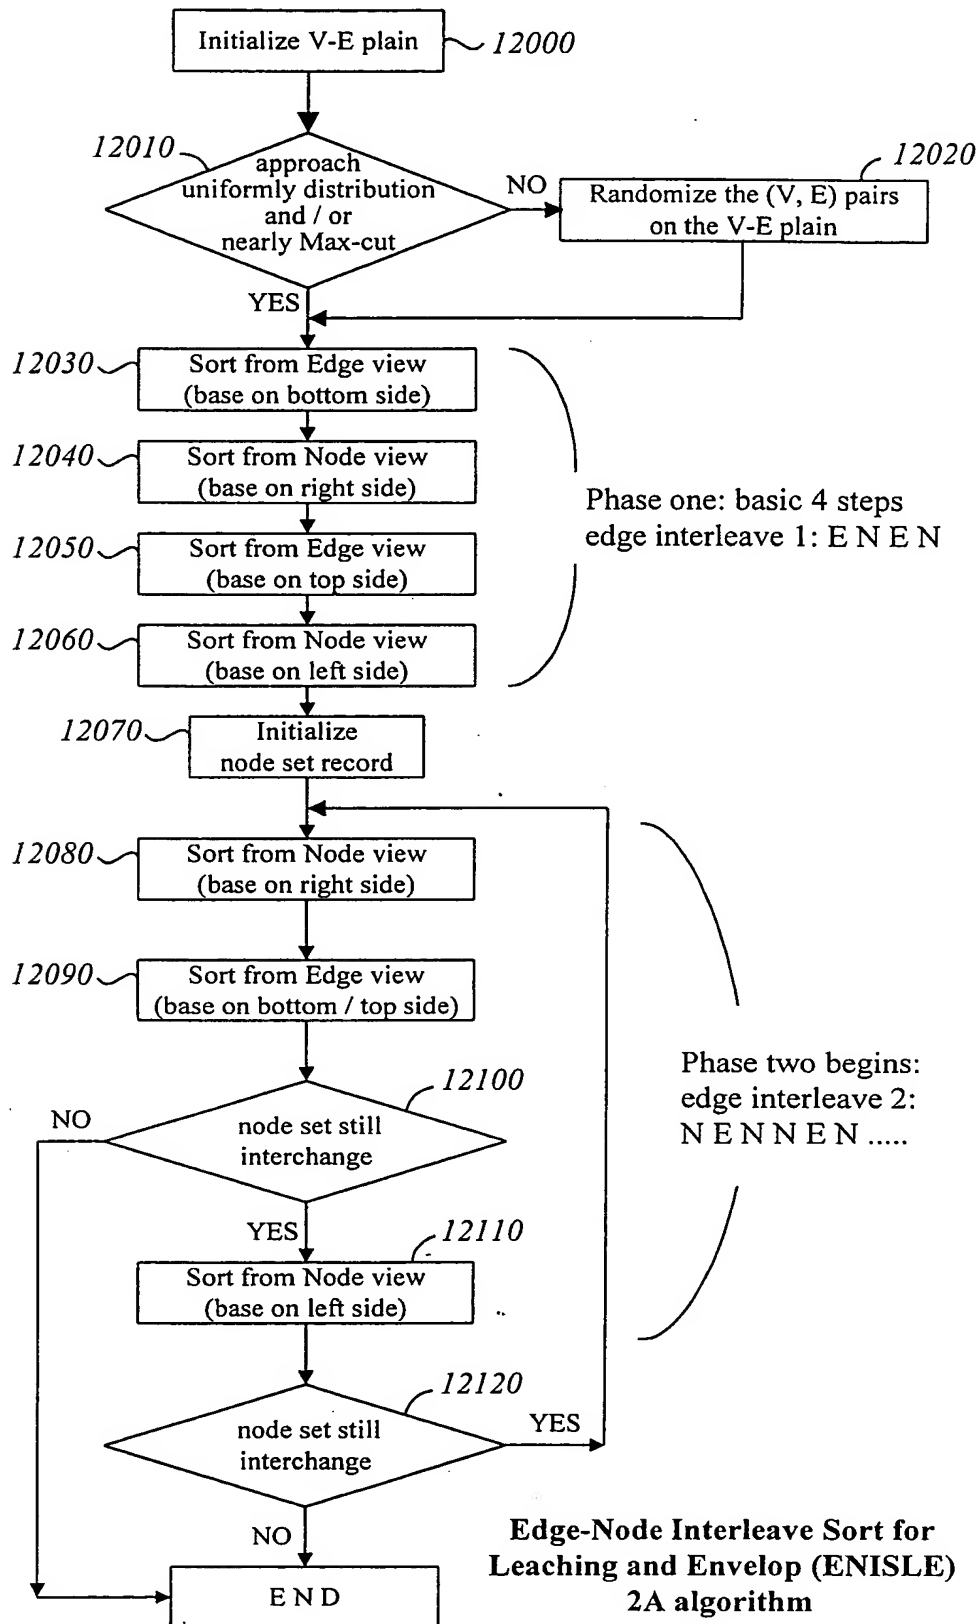 Initialize V-E plain
12000
12010
approach
uniformly distribution
and / or
nearly Max-cut
NO
12020
Randomize the (V, E) pairs
on the V-E plain
YES
12030
Sort from Edge view
(base on bottom side)
12040
Sort from Node view
(base on right side)
Phase one: basic 4 steps
edge interleave 1: E N E N
12050
Sort from Edge view
(base on top side)
12060
Sort from Node view
(base on left side)
12070
Initialize
node set record
12080
Sort from Node view
(base on right side)
12090
Sort from Edge view
(base on bottom / top side)
Phase two begins:
edge interleave 2:
N E N N E N .....
12100
NO
node set still
interchange
YES
12110
Sort from Node view
(base on left side)
12120
node set still
interchange
YES
NO
E N D
Edge-Node Interleave Sort for
Leaching and Envelop (ENISLE)
2A algorithm